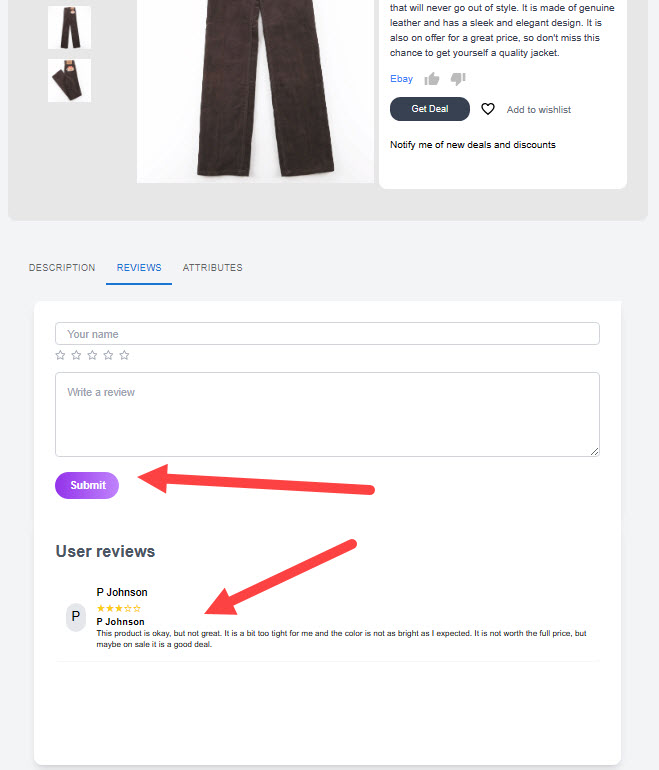 that will never go out of style. It is made of genuine
leather and has a sleek and elegant design. It is
also on offer for a great price, so don't miss this
chance to get yourself a quality jacket.
Ebay
Get Deal
Add to wishlist
Notify me of new deals and discounts
DESCRIPTION
REVIEWS
ATTRIBUTES
Your name
Write a review
Submit
User reviews
P Johnson
P
P Johnson
This product is okay, but not great. It is a bit too tight for me and the color is not as bright as I expected. It is not worth the full price, but
maybe on sale it is a good deal.